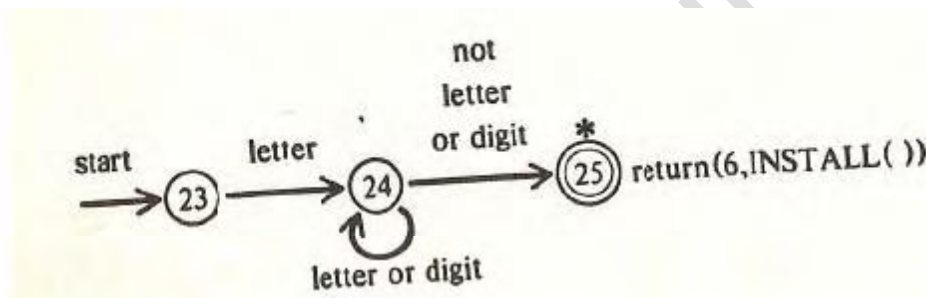 not
letter
or digit
start
letter
*
23
24
25
return(6,INSTALL( ))
letter or digit